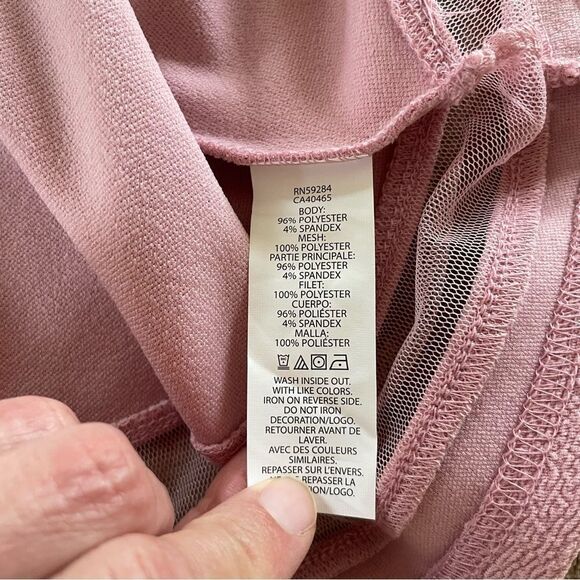 RN59284
CA40465
BODY:
96% POLYESTER
4% SPANDEX
MESH:
100% POLYESTER
PARTIE PRINCIPALE:
96% POLYESTER
4% SPANDEX
FILET:
100% POLYESTER
CUERPO:
96% POLIÉSTER
4% SPANDEX
MALLA:
100% POLIÉSTER
WASH INSIDE OUT.
WITH LIKE COLORS.
IRON ON REVERSE SIDE.
DO NOT IRON
DECORATION/LOGO.
RETOURNER AVANT DE
LAVER.
AVEC DES COULEURS
SIMILAIRES.
REPASSER SUR L'ENVERS.
REPASSER LA